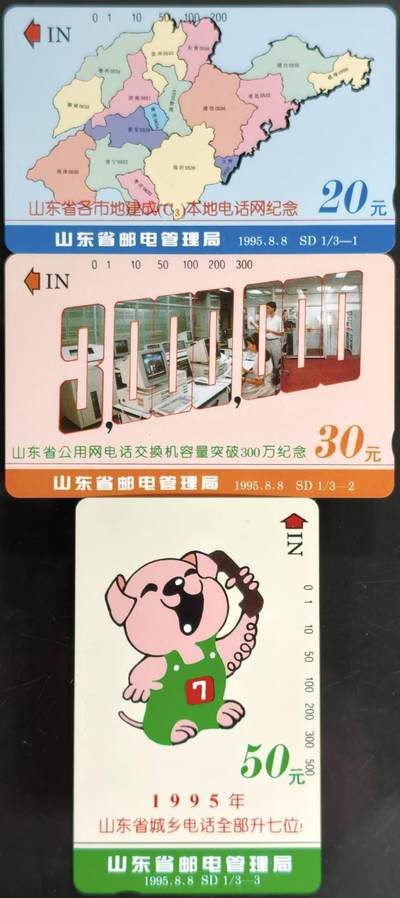 IN
0 1 10 50 100 200
山东省各市地建成(C₃)本地电话网纪念
20元
山东省邮电管理局 1995.8.8 SD 1/3—1
IN
0 1 10 50 100 200 300
3,000,000
山东省公用网电话交换机容量突破300万纪念
30元
山东省邮电管理局 1995.8.8 SD 1/3—2
IN
0 1 10 50 100 200 300 500
7
50元
1995年
山东省城乡电话全部升七位!
山东省邮电管理局
1995.8.8 SD 1/3—3